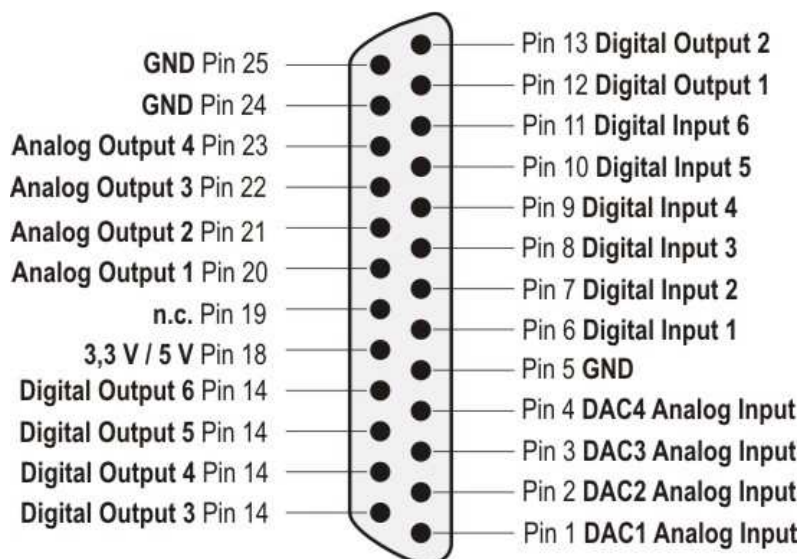 GND Pin 25
GND Pin 24
Analog Output 4 Pin 23
Analog Output 3 Pin 22
Analog Output 2 Pin 21
Analog Output 1 Pin 20
n.c. Pin 19
3,3 V / 5 V Pin 18
Digital Output 6 Pin 14
Digital Output 5 Pin 14
Digital Output 4 Pin 14
Digital Output 3 Pin 14
Pin 13 Digital Output 2
Pin 12 Digital Output 1
Pin 11 Digital Input 6
Pin 10 Digital Input 5
Pin 9 Digital Input 4
Pin 8 Digital Input 3
Pin 7 Digital Input 2
Pin 6 Digital Input 1
Pin 5 GND
Pin 4 DAC4 Analog Input
Pin 3 DAC3 Analog Input
Pin 2 DAC2 Analog Input
Pin 1 DAC1 Analog Input